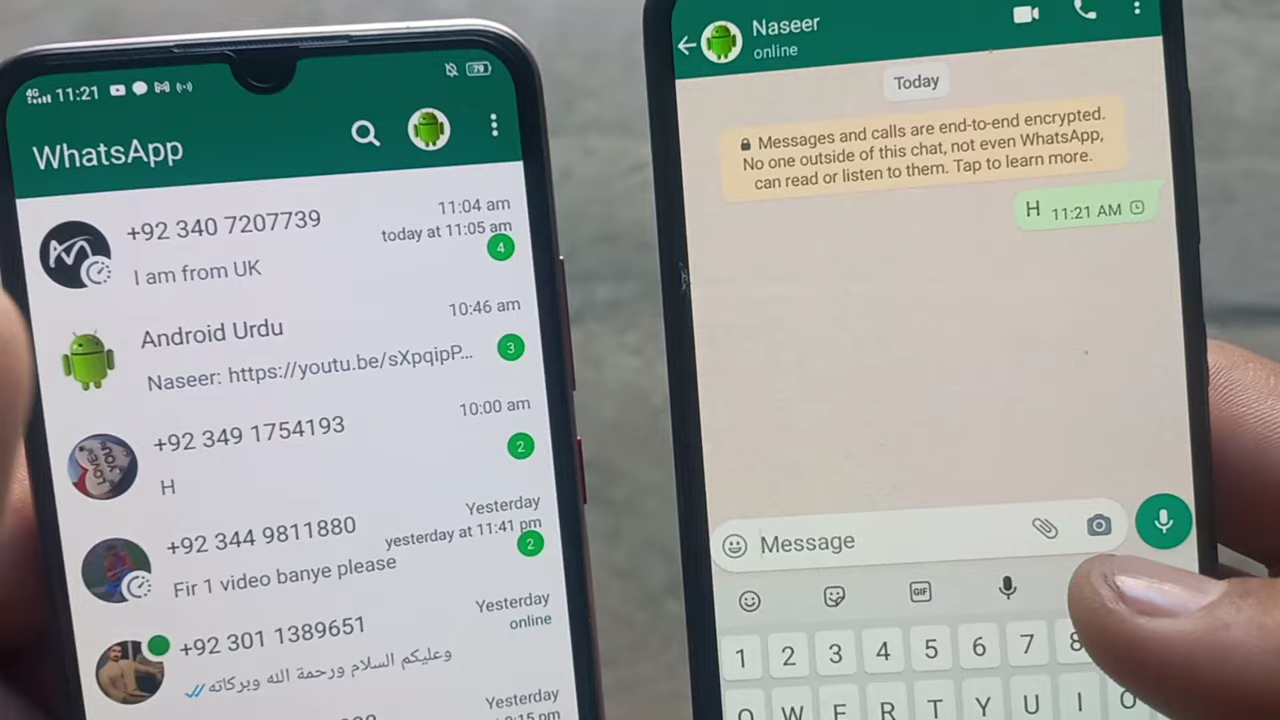 4G 11:21 79
WhatsApp
+92 340 7207739 11:04 am
today at 11:05 am
I am from UK 4
Android Urdu 10:46 am
Naseer: https://youtu.be/sXpqipP... 3
+92 349 1754193 10:00 am
H 2
LOVE YOU
+92 344 9811880 Yesterday
yesterday at 11:41 pm
Fir 1 video banye please 2
+92 301 1389651 Yesterday
online
وعليكم السلام ورحمة الله وبركاته
Yesterday
Naseer
online
Today
Messages and calls are end-to-end encrypted.
No one outside of this chat, not even WhatsApp,
can read or listen to them. Tap to learn more.
H 11:21 AM
Message
GIF
1 2 3 4 5 6 7 8
Q W E R T Y U I O